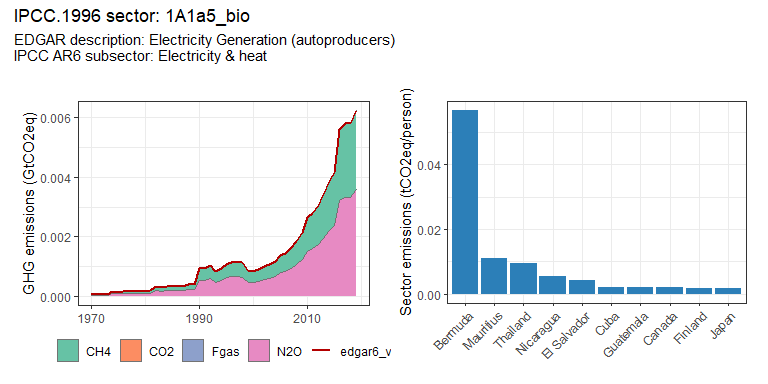 IPCC.1996 sector: 1A1a5_bio
EDGAR description: Electricity Generation (autoproducers)
IPCC AR6 subsector: Electricity & heat
GHG emissions (GtCO2eq)
0.006
0.004
0.002
0.000
1970
1990
2010
CH4
CO2
Fgas
N2O
edgar6_v
Sector emissions (tCO2eq/person)
0.04
0.02
0.00
Bermuda
Mauritius
Thailand
Nicaragua
El Salvador
Cuba
Guatemala
Canada
Finland
Japan